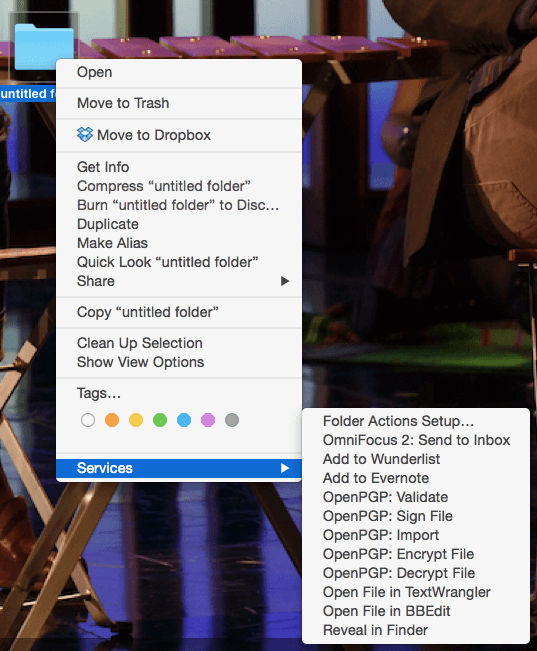 untitled fo
Open
Move to Trash
Move to Dropbox
Get Info
Compress “untitled folder”
Burn “untitled folder” to Disc…
Duplicate
Make Alias
Quick Look “untitled folder”
Share
Copy “untitled folder”
Clean Up Selection
Show View Options
Tags…
Services
Folder Actions Setup…
OmniFocus 2: Send to Inbox
Add to Wunderlist
Add to Evernote
OpenPGP: Validate
OpenPGP: Sign File
OpenPGP: Import
OpenPGP: Encrypt File
OpenPGP: Decrypt File
Open File in TextWrangler
Open File in BBEdit
Reveal in Finder